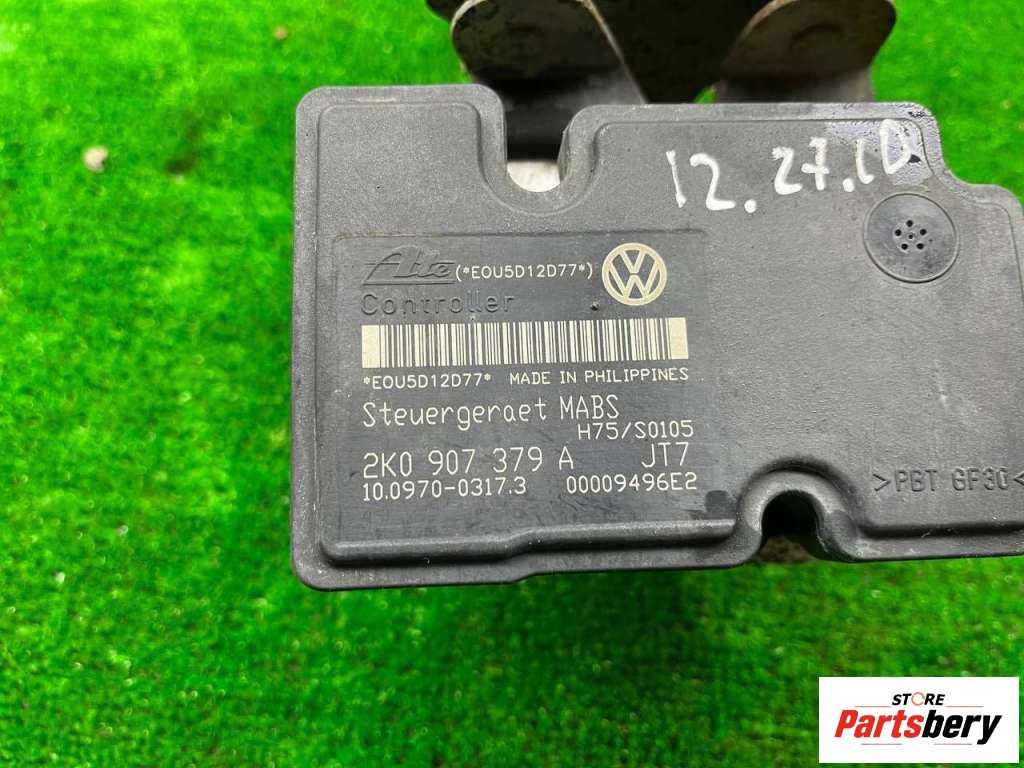 12.27.10
Ate (*E0U5D12D77*)
Controller
*E0U5D12D77* MADE IN PHILIPPINES
Steuergeraet MABS
H75/S0105
2K0 907 379 A JT7
10.0970-0317.3 00009496E2
>PBT GF30<
STORE
Partsbery